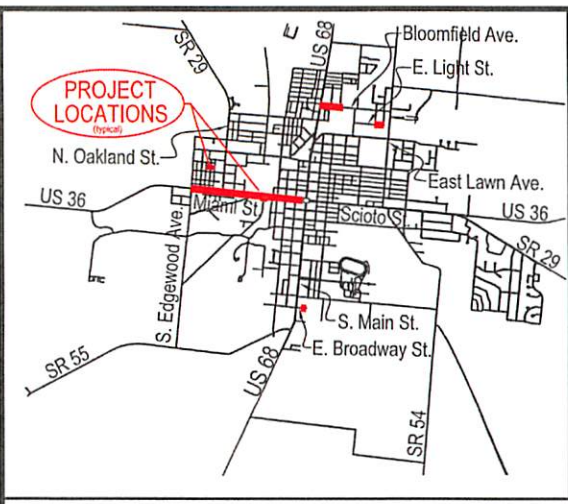 SR 29
US 68
Bloomfield Ave.
E. Light St.
PROJECT
LOCATIONS
(typical)
N. Oakland St.
East Lawn Ave.
US 36
Miami St.
Scioto S
US 36
SR 29
S. Edgewood Ave.
S. Main St.
E. Broadway St.
SR 55
US 68
SR 54